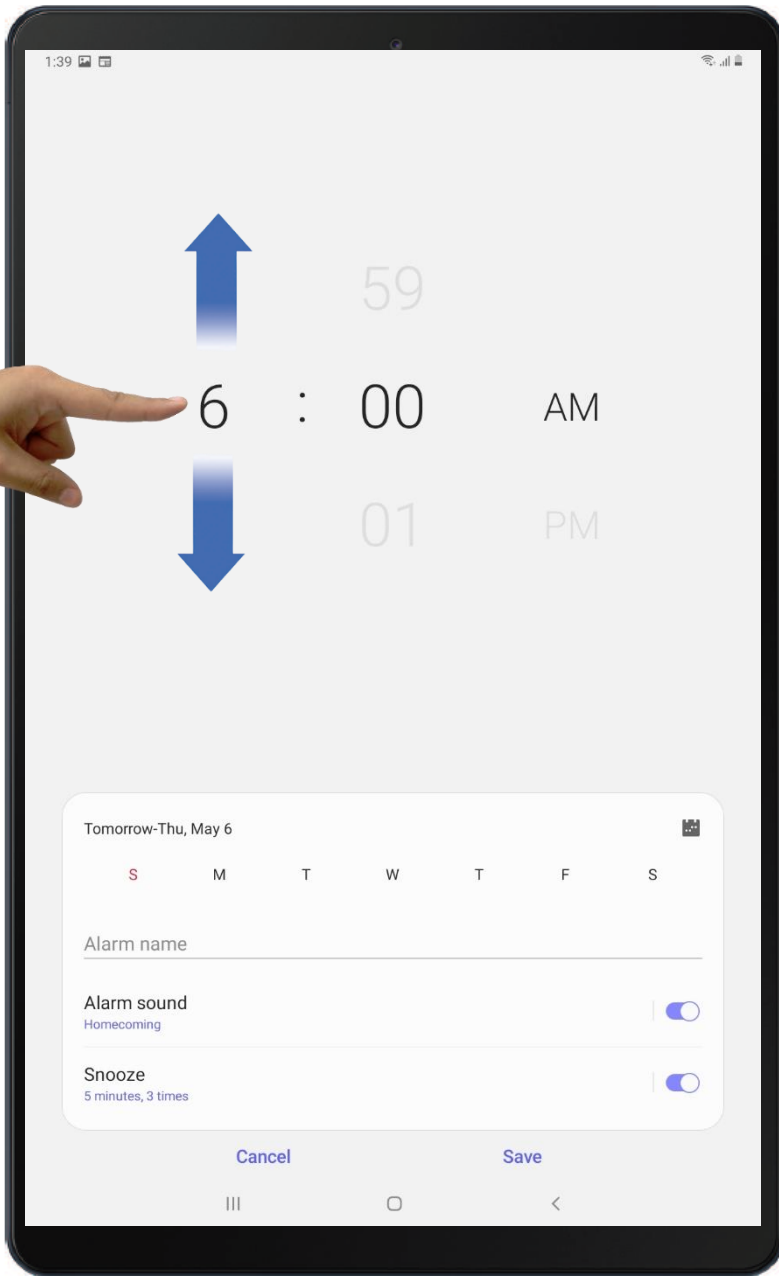 1:39
59
6 : 00 AM
01 PM
Tomorrow-Thu, May 6
S M T W T F S
Alarm name
Alarm sound
Homecoming
Snooze
5 minutes, 3 times
Cancel Save